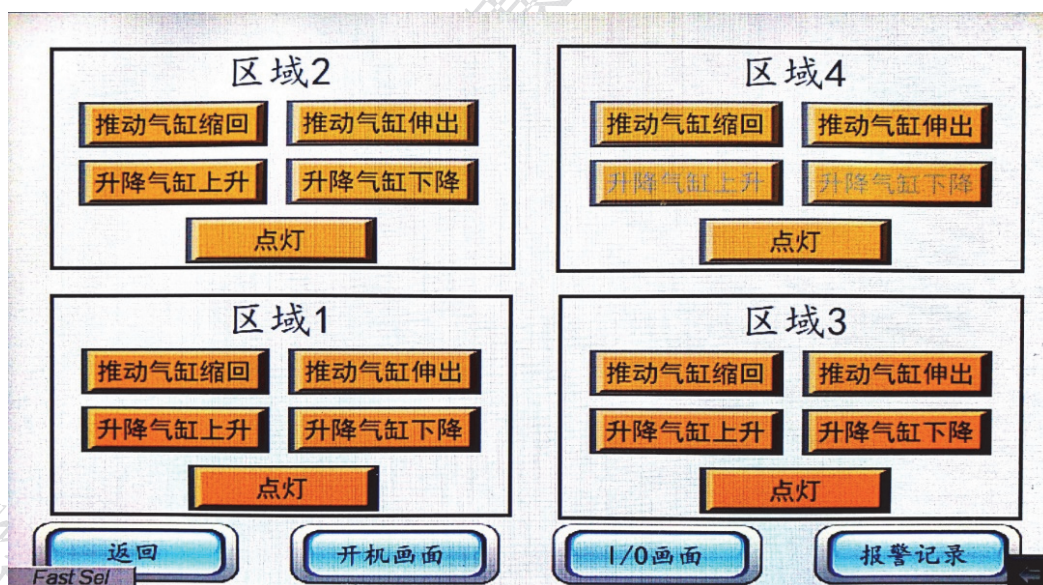 区域2
推动气缸缩回 推动气缸伸出
升降气缸上升 升降气缸下降
点灯
区域4
推动气缸缩回 推动气缸伸出
升降气缸上升 升降气缸下降
点灯
区域1
推动气缸缩回 推动气缸伸出
升降气缸上升 升降气缸下降
点灯
区域3
推动气缸缩回 推动气缸伸出
升降气缸上升 升降气缸下降
点灯
返回 开机画面 I/O画面 报警记录
Fast Sel